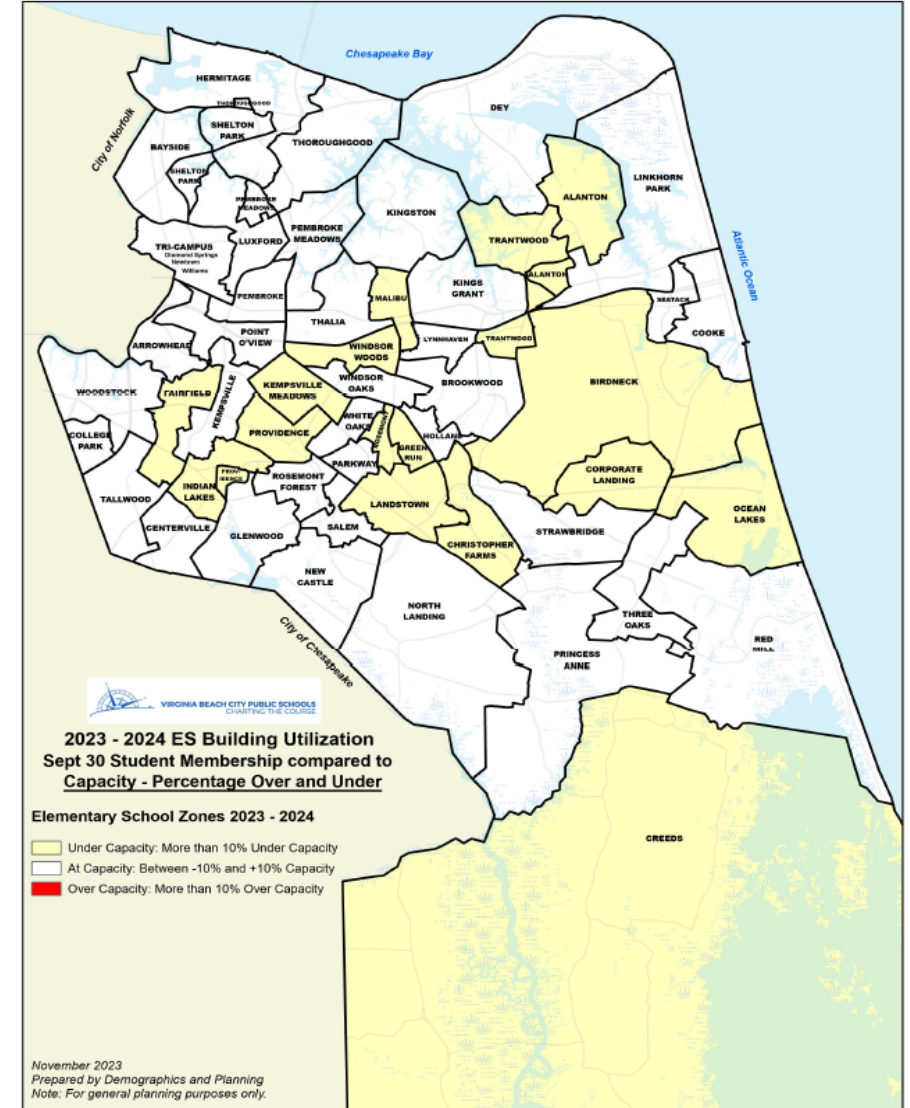 Chesapeake Bay
HERMITAGE
THOROUGHGOOD
DEY
City of Norfolk
SHELTON
PARK
BAYSIDE
THOROUGHGOOD
SHELTON
PARK
LINKHORN
PARK
ALANTON
PEMBROKE
MEADOWS
KINGSTON
PEMBROKE
MEADOWS
LUXFORD
TRANTWOOD
TRI-CAMPUS
Diamond Springs
Newtown
Williams
Atlantic Ocean
ALANTON
KINGS
GRANT
PEMBROKE
MALIBU
SEATACK
THALIA
COOKE
POINT
O'VIEW
LYNNHAVEN
TRANTWOOD
ARROWHEAD
WINDSOR
WOODS
WINDSOR
OAKS
BROOKWOOD
BIRDNECK
WOODSTOCK
FAIRFIELD
KEMPSVILLE
KEMPSVILLE
MEADOWS
WHITE
OAKS
ROSEMONT
COLLEGE
PARK
PROVIDENCE
HOLLAND
GREEN
RUN
PARKWAY
PROV-
IDENCE
ROSEMONT
FOREST
CORPORATE
LANDING
INDIAN
LAKES
TALLWOOD
LANDSTOWN
OCEAN
LAKES
CENTERVILLE
SALEM
GLENWOOD
STRAWBRIDGE
CHRISTOPHER
FARMS
NEW
CASTLE
NORTH
LANDING
THREE
OAKS
City of Chesapeake
RED
MILL
PRINCESS
ANNE
VIRGINIA BEACH CITY PUBLIC SCHOOLS
CHARTING THE COURSE
2023 - 2024 ES Building Utilization
Sept 30 Student Membership compared to
Capacity - Percentage Over and Under
Elementary School Zones 2023 - 2024
Under Capacity: More than 10% Under Capacity
At Capacity: Between -10% and +10% Capacity
Over Capacity: More than 10% Over Capacity
CREEDS
November 2023
Prepared by Demographics and Planning
Note: For general planning purposes only.